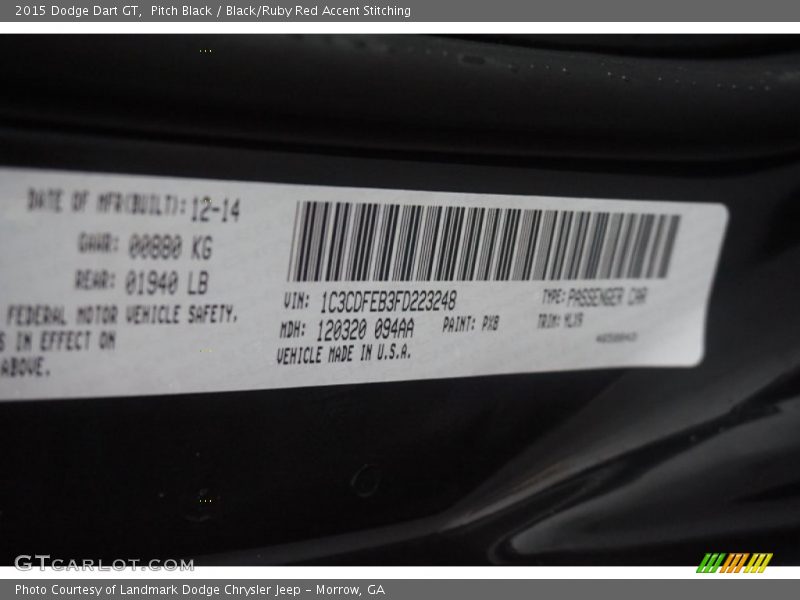 2015 Dodge Dart GT,  Pitch Black / Black/Ruby Red Accent Stitching
DATE OF MFR(BUILT): 12-14
GAWR: 00880 KG
REAR: 01940 LB
FEDERAL MOTOR VEHICLE SAFETY,
S IN EFFECT ON
ABOVE.
VIN: 1C3CDFEB3FD223248
TYPE: PASSENGER CAR
MDH: 120320 094AA
PAINT: PX8
TRIM: MLX9
VEHICLE MADE IN U.S.A.
GTCARLOT.COM
Photo Courtesy of Landmark Dodge Chrysler Jeep - Morrow, GA